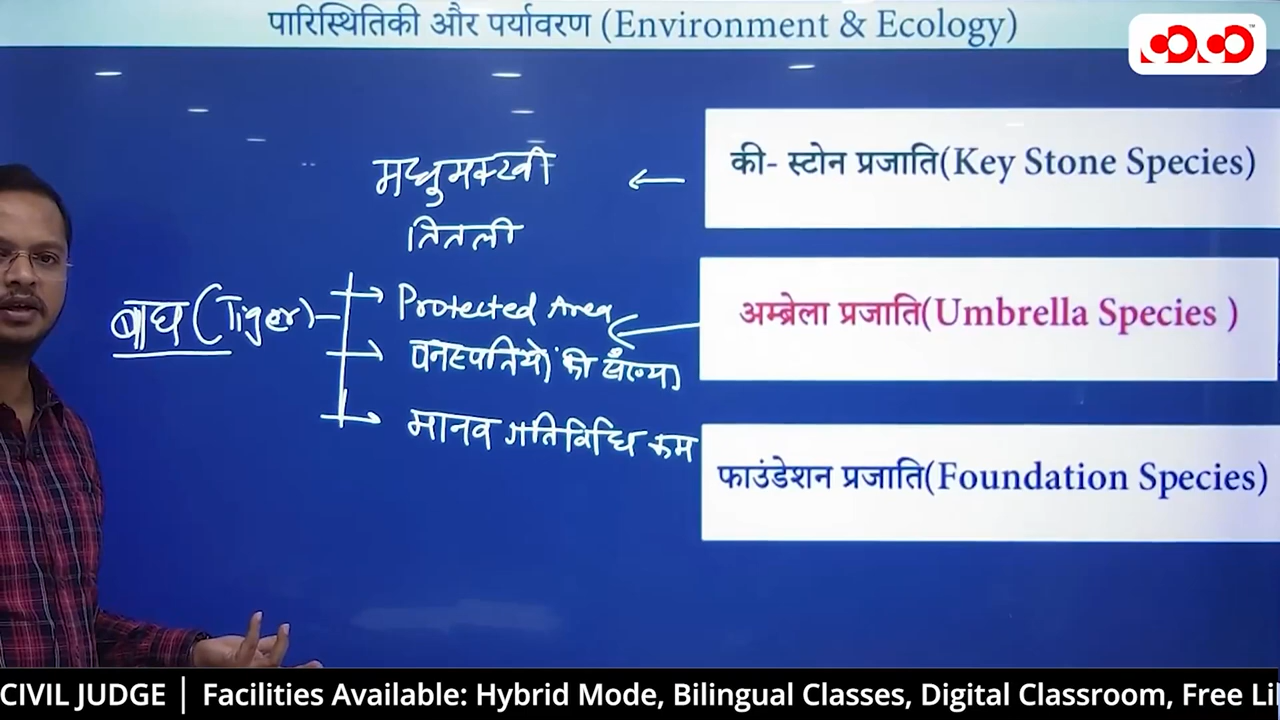 पारिस्थितिकी और पर्यावरण (Environment & Ecology)
की- स्टोन प्रजाति(Key Stone Species)
मधुमक्खी
तितली
अम्ब्रेला प्रजाति(Umbrella Species )
बाघ (Tiger)
Protected Area
वनस्पतियों की संख्या
मानव गतिविधि कम
फाउंडेशन प्रजाति(Foundation Species)
CIVIL JUDGE | Facilities Available: Hybrid Mode, Bilingual Classes, Digital Classroom, Free Li